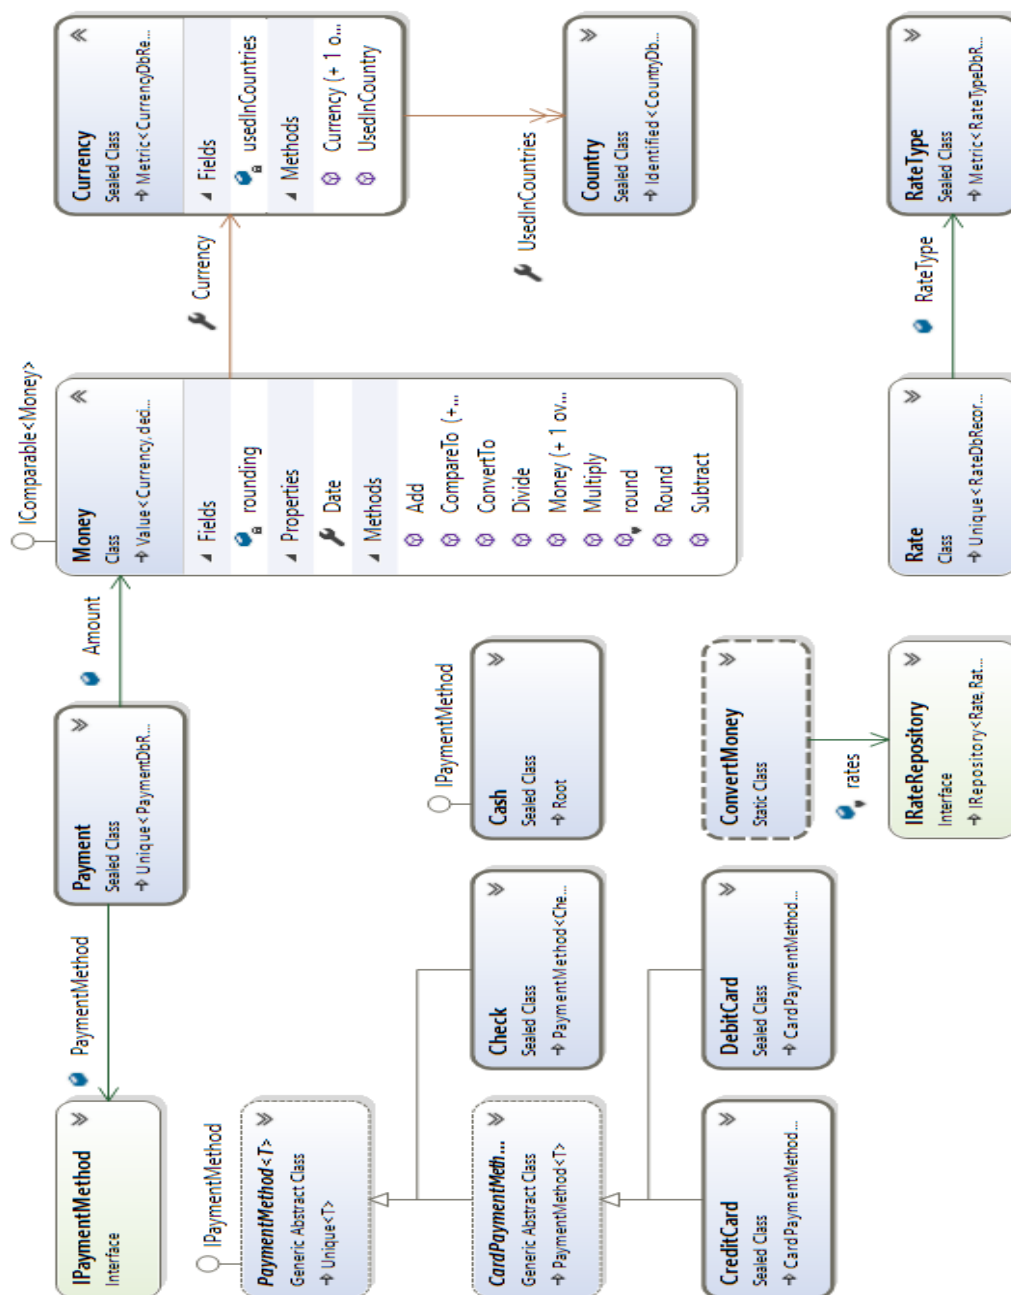 IPaymentMethod
Interface
PaymentMethod
Payment
Sealed Class
Unique<PaymentDbR...
Amount
IComparable<Money>
Money
Class
Value<Currency, deci...
Fields
rounding
Properties
Date
Methods
Add
CompareTo (+...
ConvertTo
Divide
Money (+ 1 ov...
Multiply
round
Round
Subtract
Currency
Currency
Sealed Class
Metric<CurrencyDbRe...
Fields
usedInCountries
Methods
Currency (+ 1 o...
UsedInCountry
IPaymentMethod
PaymentMethod<T>
Generic Abstract Class
Unique<T>
CardPaymentMeth...
Generic Abstract Class
PaymentMethod<T>
Check
Sealed Class
PaymentMethod<Che...
IPaymentMethod
Cash
Sealed Class
Root
UsedInCountries
Country
Sealed Class
Identified<CountryDb...
CreditCard
Sealed Class
CardPaymentMethod...
DebitCard
Sealed Class
CardPaymentMethod...
ConvertMoney
Static Class
rates
IRateRepository
Interface
IRepository<Rate, Rat...
Rate
Class
Unique<RateDbRecor...
RateType
RateType
Sealed Class
Metric<RateTypeDbR...